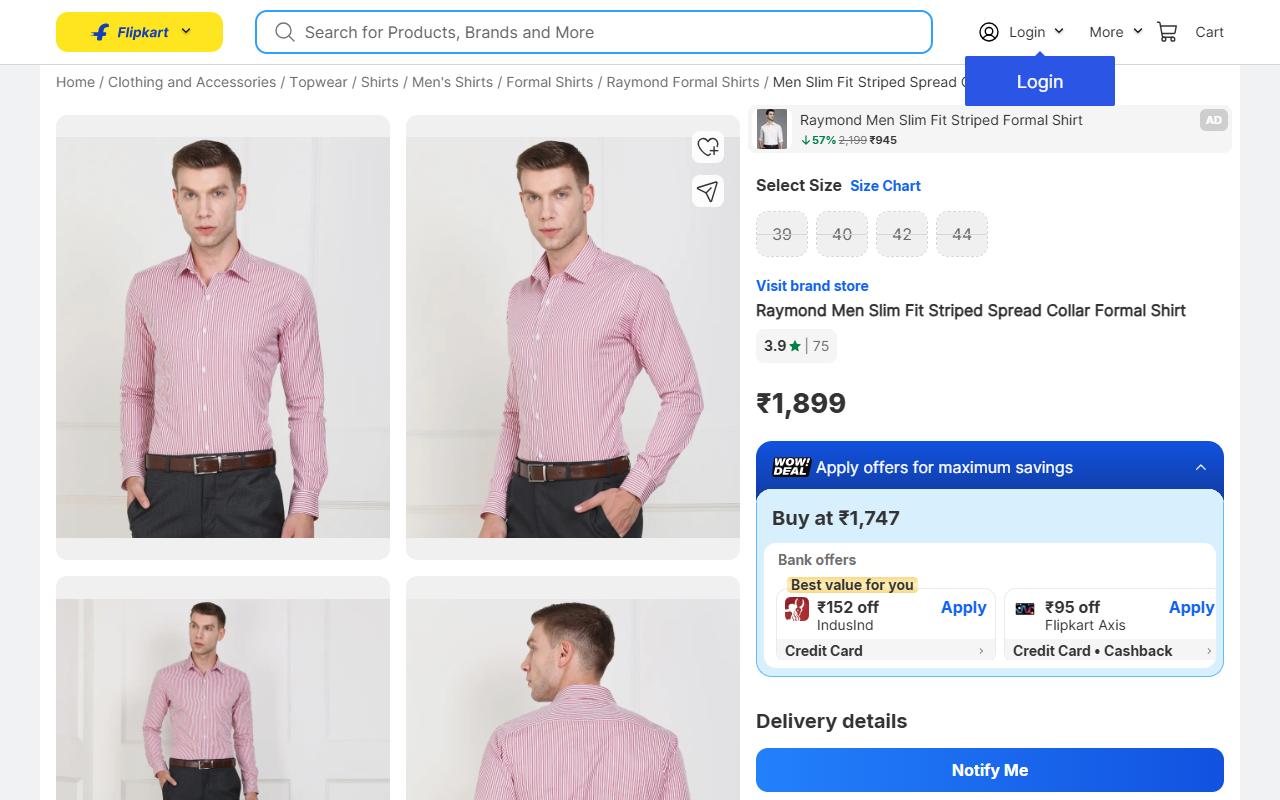 Flipkart
Search for Products, Brands and More
Login
More
Cart
Login
Home / Clothing and Accessories / Topwear / Shirts / Men's Shirts / Formal Shirts / Raymond Formal Shirts / Men Slim Fit Striped Spread
Raymond Men Slim Fit Striped Formal Shirt
AD
57% 2,199 ₹945
Select Size Size Chart
39 40 42 44
Visit brand store
Raymond Men Slim Fit Striped Spread Collar Formal Shirt
3.9 | 75
₹1,899
WOW! DEAL Apply offers for maximum savings
Buy at ₹1,747
Bank offers
Best value for you
₹152 off Apply
IndusInd
Credit Card
₹95 off Apply
Flipkart Axis
Credit Card • Cashback
Delivery details
Notify Me